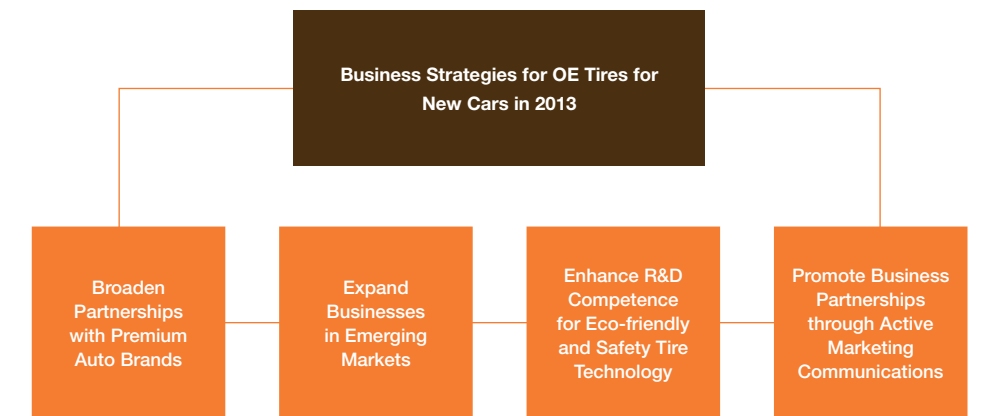 Business Strategies for OE Tires for
New Cars in 2013
Broaden
Partnerships
with Premium
Auto Brands
Expand
Businesses
in Emerging
Markets
Enhance R&D
Competence
for Eco-friendly
and Safety Tire
Technology
Promote Business
Partnerships
through Active
Marketing
Communications